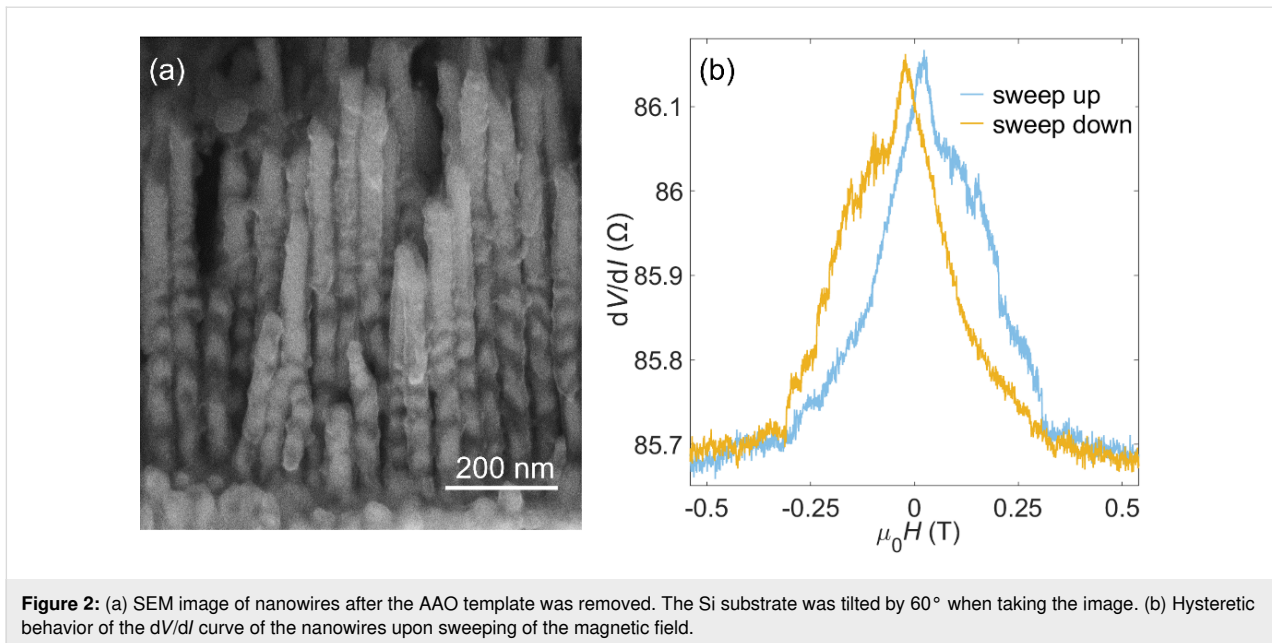 (a)
200 nm
(b)
sweep up
sweep down
86.1
86
85.9
85.8
85.7
dV/dI (Ω)
-0.5
-0.25
0
0.25
0.5
μ₀H (T)
Figure 2: (a) SEM image of nanowires after the AAO template was removed. The Si substrate was tilted by 60° when taking the image. (b) Hysteretic
behavior of the dV/dI curve of the nanowires upon sweeping of the magnetic field.